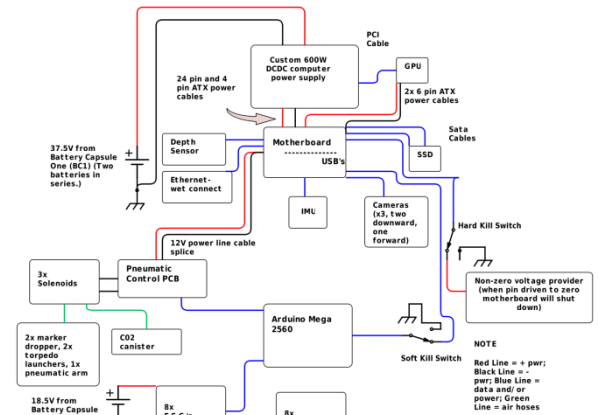 PCI
Cable
Custom 600W
DCDC computer
power supply
GPU
24 pin and 4
pin ATX power
cables
2x 6 pin ATX
power cables
Sata
Cables
Depth
Sensor
Motherboard
--------------
USB's
SSD
37.5V from
Battery Capsule
One (BC1) (Two
batteries in
series.)
+
Ethernet-
wet connect
IMU
Cameras
(x3, two
downward,
one
forward)
Hard Kill Switch
12V power line cable
splice
3x
Solenoids
Pneumatic
Control PCB
Non-zero voltage provider
(when pin driven to zero
motherboard will shut
down)
Arduino Mega
2560
2x marker
dropper, 2x
torpedo
launchers, 1x
pneumatic arm
C02
canister
Soft Kill Switch
NOTE
Red Line = + pwr;
Black Line = -
pwr; Blue Line =
data and/ or
power; Green
Line = air hoses
18.5V from
Battery Capsule
+
8x
8x